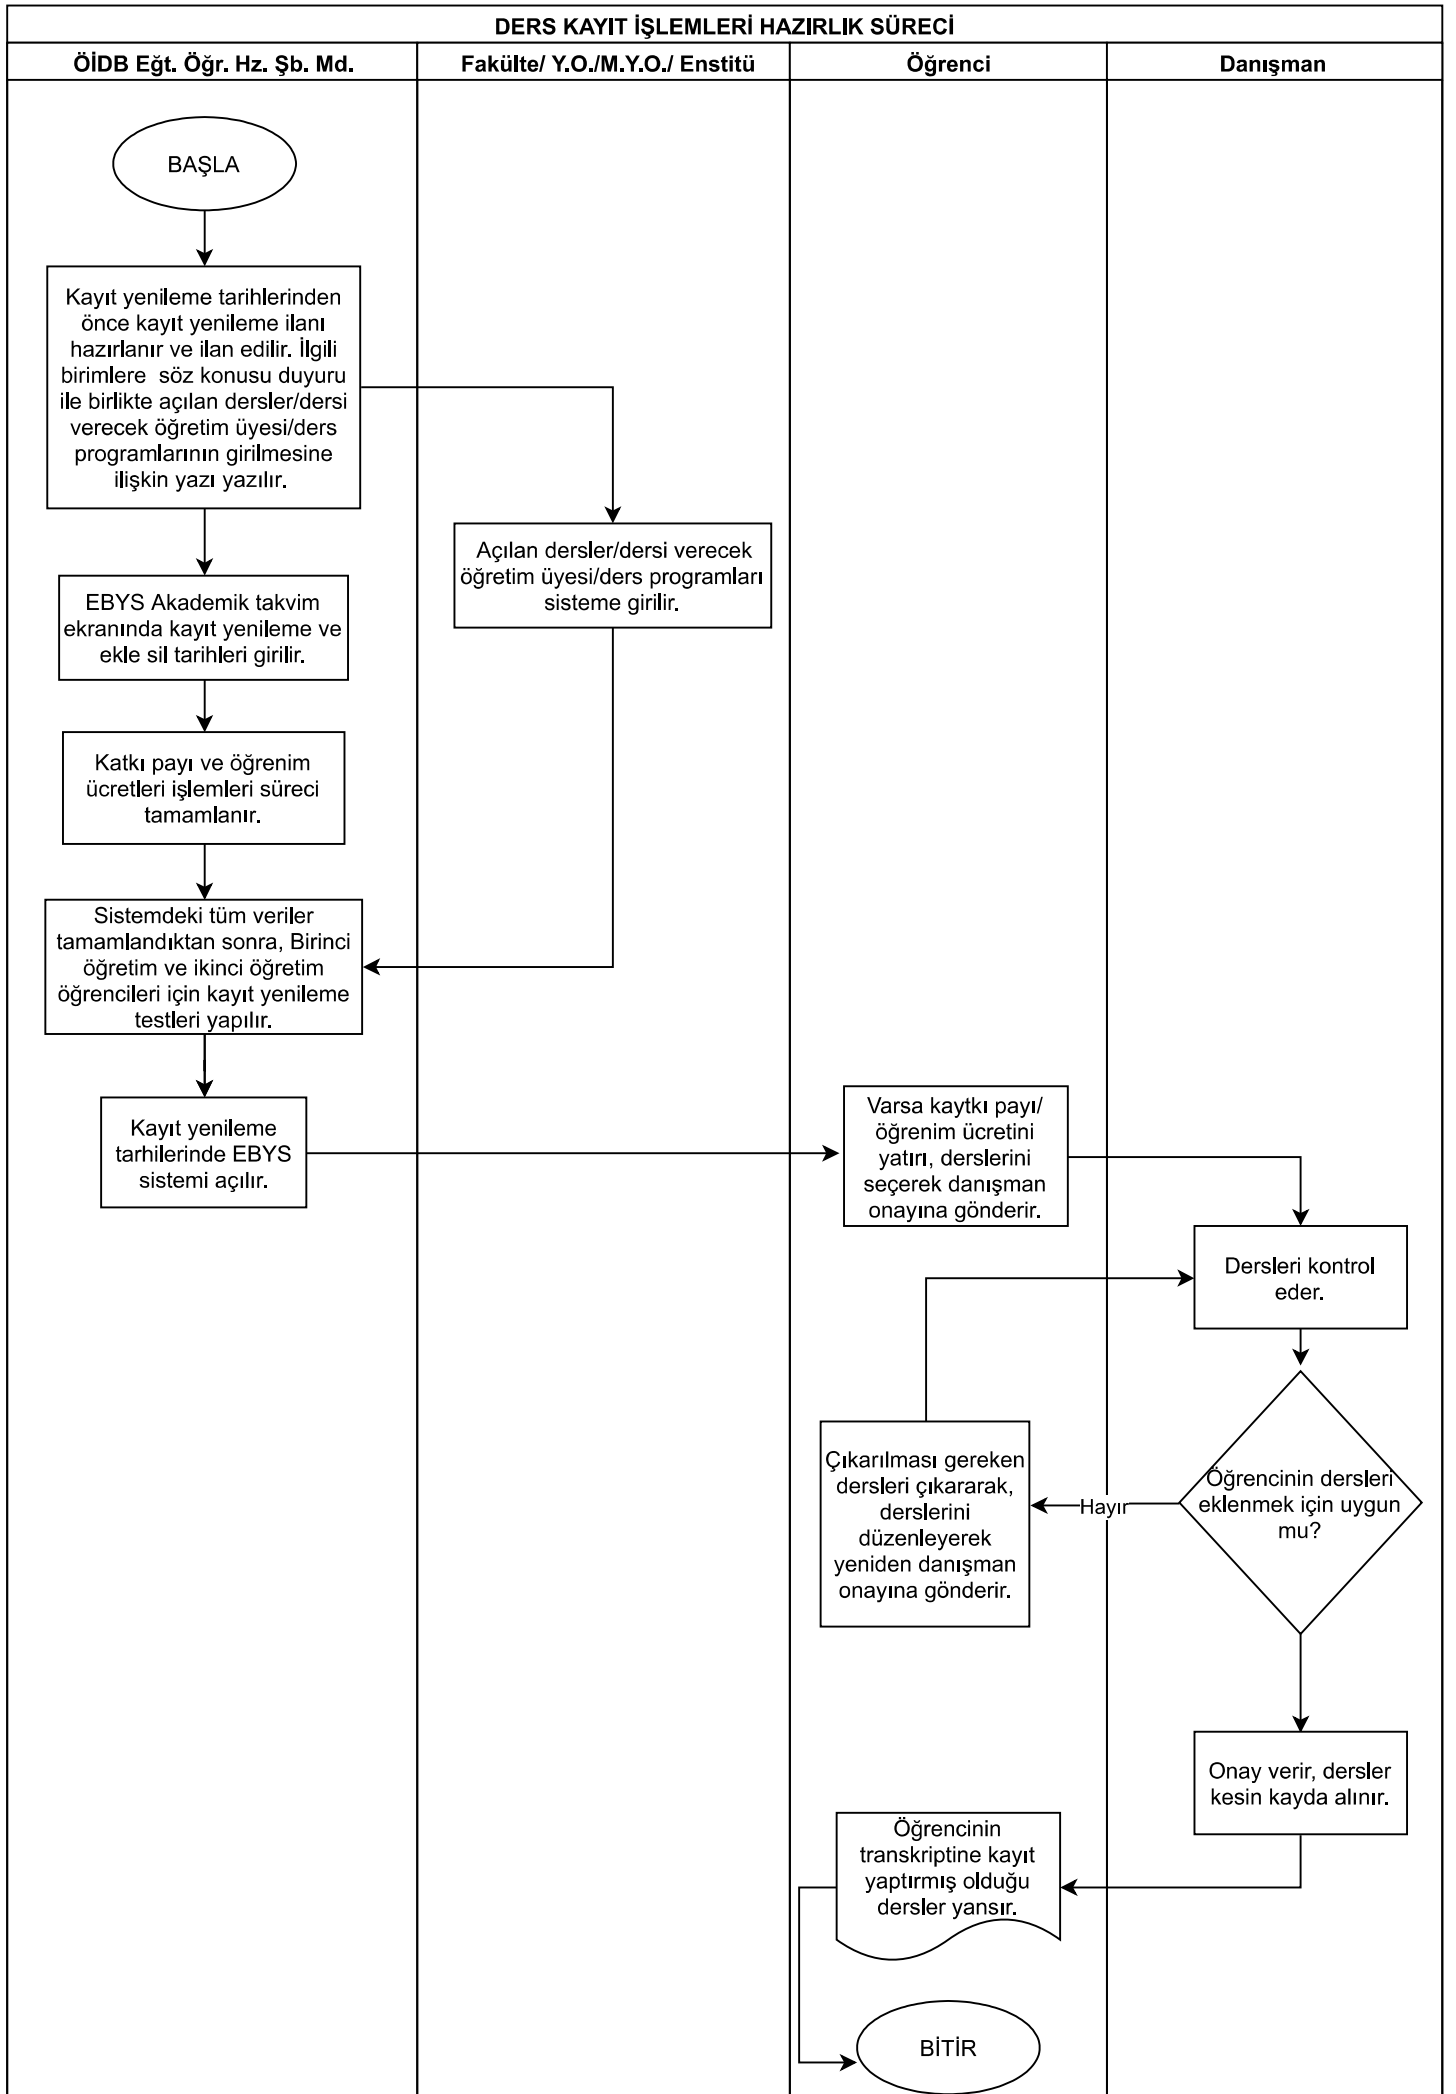 DERS KAYIT İŞLEMLERİ HAZIRLIK SÜRECİ
ÖİDB Eğt. Öğr. Hz. Şb. Md.
Fakülte/ Y.O./M.Y.O./ Enstitü
Öğrenci
Danışman
BAŞLA
Kayıt yenileme tarihlerinden
önce kayıt yenileme ilanı
hazırlanır ve ilan edilir. İlgili
birimlere  söz konusu duyuru
ile birlikte açılan dersler/dersi
verecek öğretim üyesi/ders
programlarının girilmesine
ilişkin yazı yazılır.
Açılan dersler/dersi verecek
öğretim üyesi/ders programları
sisteme girilir.
EBYS Akademik takvim
ekranında kayıt yenileme ve
ekle sil tarihleri girilir.
Katkı payı ve öğrenim
ücretleri işlemleri süreci
tamamlanır.
Sistemdeki tüm veriler
tamamlandıktan sonra, Birinci
öğretim ve ikinci öğretim
öğrencileri için kayıt yenileme
testleri yapılır.
Kayıt yenileme
tarhilerinde EBYS
sistemi açılır.
Varsa kaytkı payı/
öğrenim ücretini
yatırı, derslerini
seçerek danışman
onayına gönderir.
Dersleri kontrol
eder.
Öğrencinin dersleri
eklenmek için uygun
mu?
Hayır
Çıkarılması gereken
dersleri çıkararak,
derslerini
düzenleyerek
yeniden danışman
onayına gönderir.
Onay verir, dersler
kesin kayda alınır.
Öğrencinin
transkriptine kayıt
yaptırmış olduğu
dersler yansır.
BİTİR